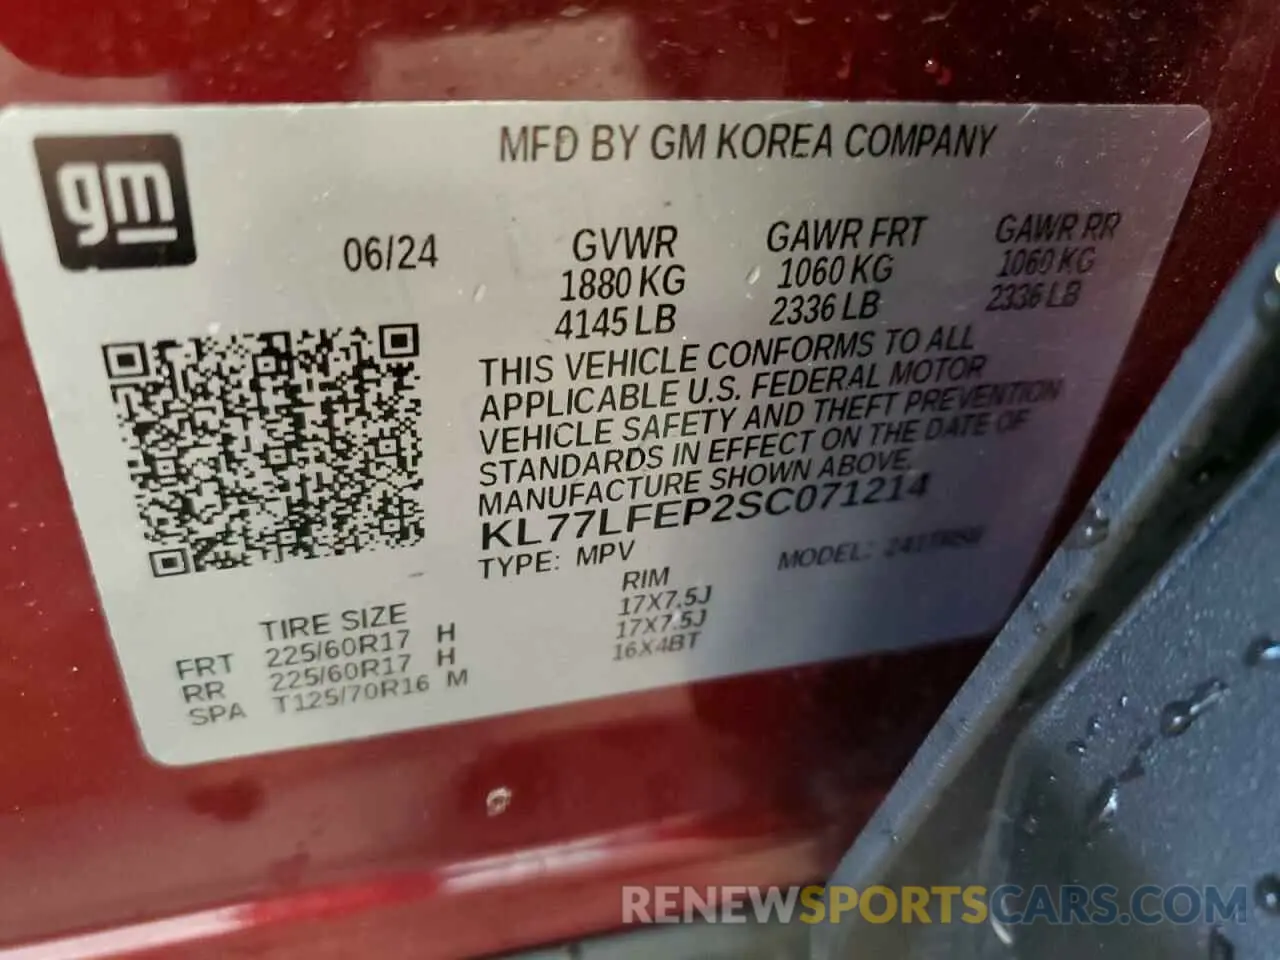 gm
MFD BY GM KOREA COMPANY
06/24
GVWR GAWR FRT GAWR RR
1880 KG 1060 KG 1060 KG
4145 LB 2336 LB 2336 LB
THIS VEHICLE CONFORMS TO ALL
APPLICABLE U.S. FEDERAL MOTOR
VEHICLE SAFETY AND THEFT PREVENTION
STANDARDS IN EFFECT ON THE DATE OF
MANUFACTURE SHOWN ABOVE.
KL77LFEP2SC071214
TYPE: MPV MODEL:
TIRE SIZE RIM
FRT 225/60R17 H 17X7.5J
RR 225/60R17 H 17X7.5J
SPA T125/70R16 M 16X4BT
RENEWSPORTSCARS.COM